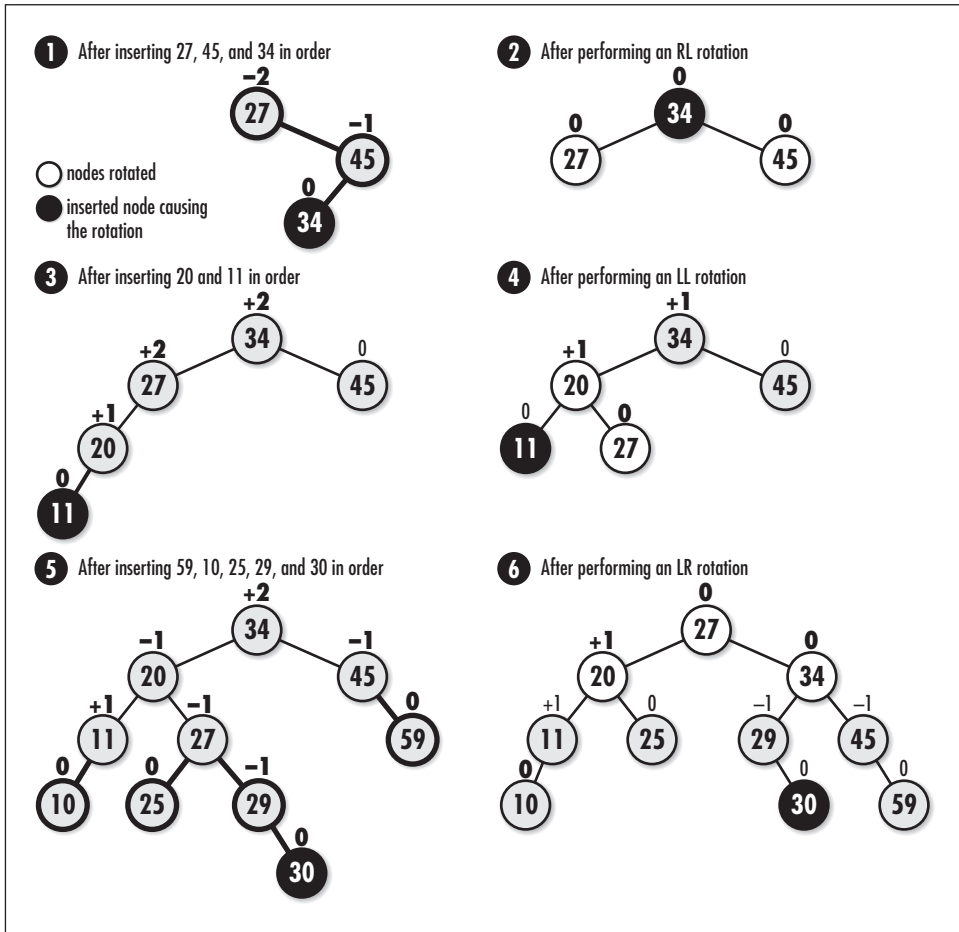 1 After inserting 27, 45, and 34 in order
−2
27
−1
45
0
34
nodes rotated
inserted node causing
the rotation
2 After performing an RL rotation
0
34
0 0
27 45
3 After inserting 20 and 11 in order
+2
34
+2 0
27 45
+1
20
0
11
4 After performing an LL rotation
+1
34
+1 0
20 45
0 0
11 27
5 After inserting 59, 10, 25, 29, and 30 in order
+2
34
−1 −1
20 45
+1 −1 0
11 27 59
0 0 −1
10 25 29
0
30
6 After performing an LR rotation
0
27
+1 0
20 34
+1 0 −1 −1
11 25 29 45
0 0 0
10 30 59